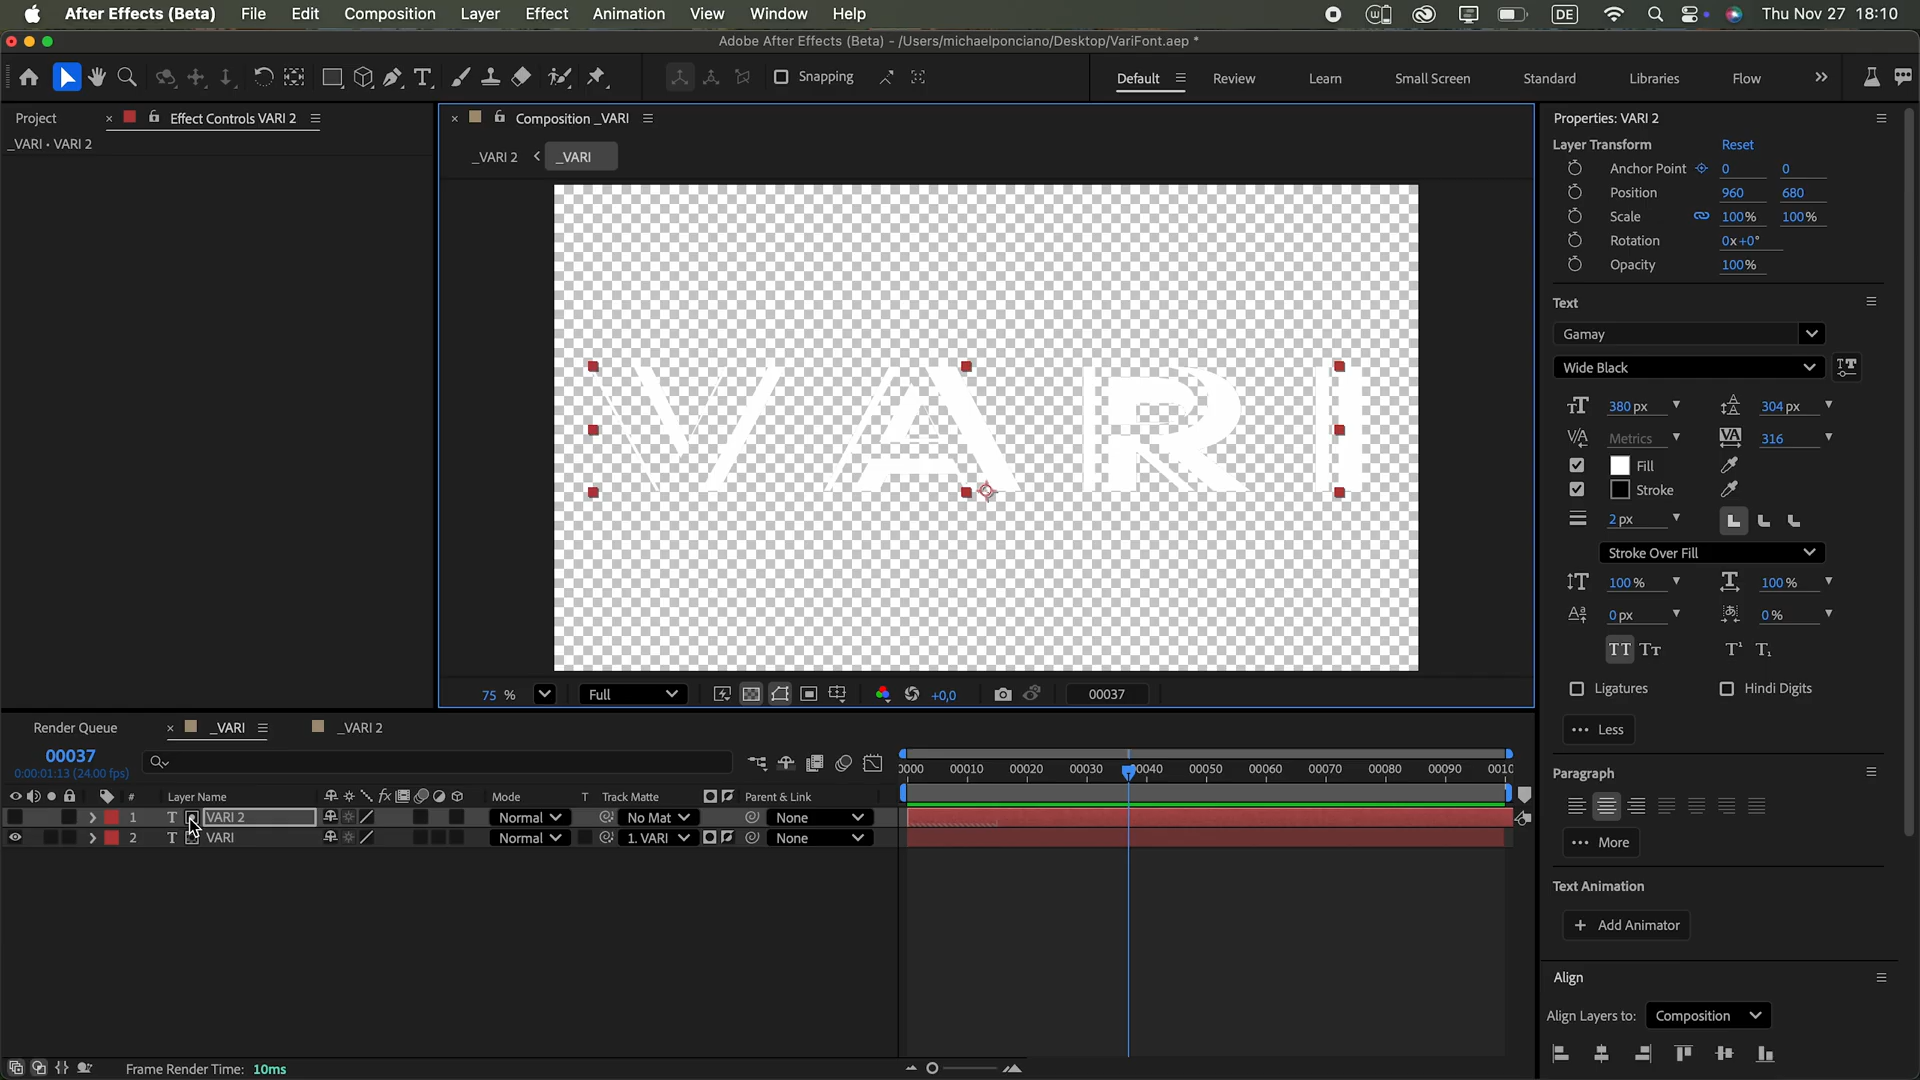 After Effects (Beta) File Edit Composition Layer Effect Animation View Window Help DE Thu Nov 27 18:10
Adobe After Effects (Beta) - /Users/michaelponciano/Desktop/VariFont.aep *
Snapping Default Review Learn Small Screen Standard Libraries Flow
Project Effect Controls VARI 2
_VARI • VARI 2
Composition _VARI
_VARI 2 _VARI
VARI
75 % Full +0,0 00037
Properties: VARI 2
Layer Transform Reset
Anchor Point 0 0
Position 960 680
Scale 100% 100%
Rotation 0x+0°
Opacity 100%
Text
Gamay
Wide Black
380 px 304 px
Metrics 316
Fill
Stroke
2 px
Stroke Over Fill
100 % 100 %
0 px 0 %
Ligatures Hindi Digits
Less
Paragraph
More
Text Animation
+ Add Animator
Align
Align Layers to: Composition
Render Queue _VARI _VARI 2
00037
0:00:01:13 (24.00 fps)
0000 00010 00020 00030 00040 00050 00060 00070 00080 00090 0010
# Layer Name Mode T Track Matte Parent & Link
1 T VARI 2 Normal No Mat None
2 T VARI Normal 1. VARI None
Frame Render Time: 10ms